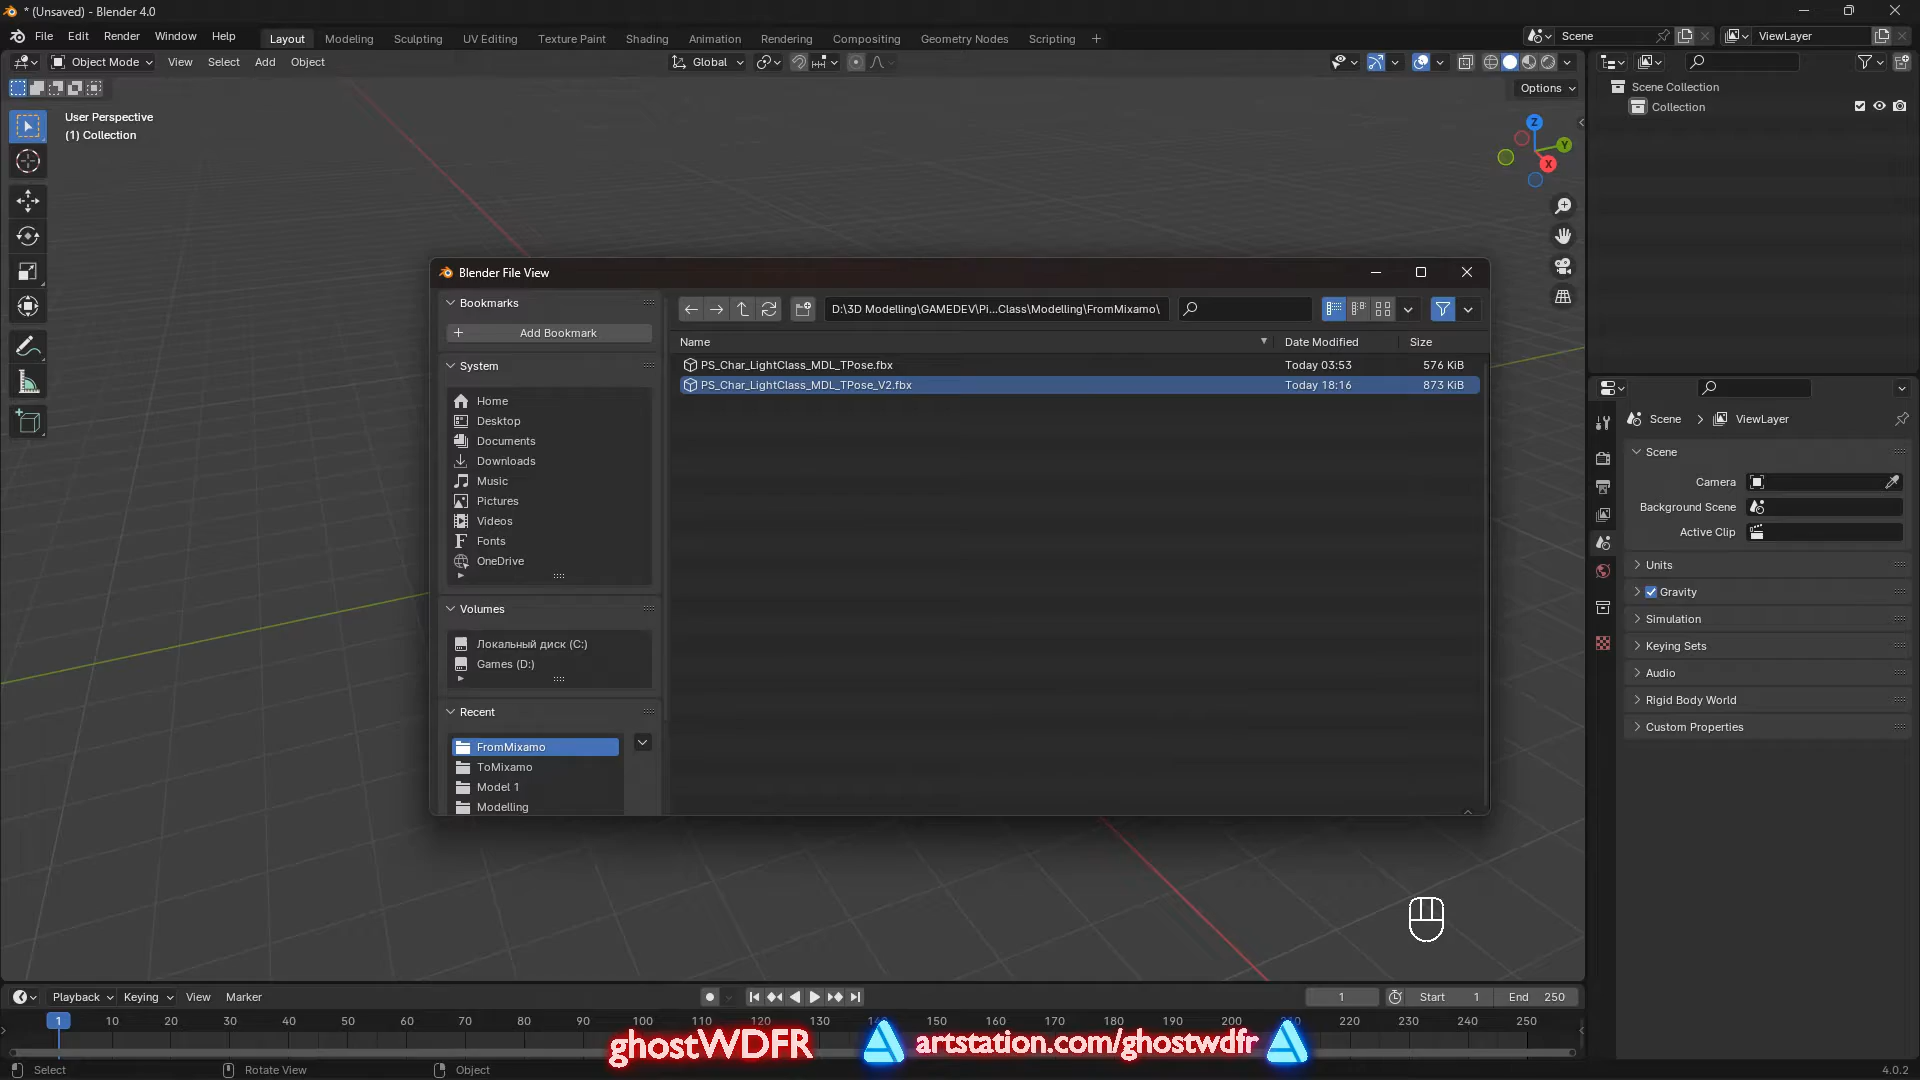 * (Unsaved) - Blender 4.0
File Edit Render Window Help
Layout Modeling Sculpting UV Editing Texture Paint Shading Animation Rendering Compositing Geometry Nodes Scripting +
Scene
ViewLayer
Object Mode View Select Add Object
Global
Options
User Perspective
(1) Collection
Z
Y
X
Scene Collection
Collection
Blender File View
Bookmarks
Add Bookmark
System
Home
Desktop
Documents
Downloads
Music
Pictures
Videos
Fonts
OneDrive
Volumes
Локальный диск (C:)
Games (D:)
Recent
FromMixamo
ToMixamo
Model 1
Modelling
D:\3D Modelling\GAMEDEV\Pi...Class\Modelling\FromMixamo\
Name Date Modified Size
PS_Char_LightClass_MDL_TPose.fbx Today 03:53 576 KiB
PS_Char_LightClass_MDL_TPose_V2.fbx Today 18:16 873 KiB
Scene > ViewLayer
Scene
Camera
Background Scene
Active Clip
Units
Gravity
Simulation
Keying Sets
Audio
Rigid Body World
Custom Properties
Playback Keying View Marker
1 Start 1 End 250
1 10 20 30 40 50 60 70 80 90 100 110 120 130 140 150 160 170 180 190 200 210 220 230 240 250
ghostWDFR artstation.com/ghostwdfr
Select Rotate View Object 4.0.2